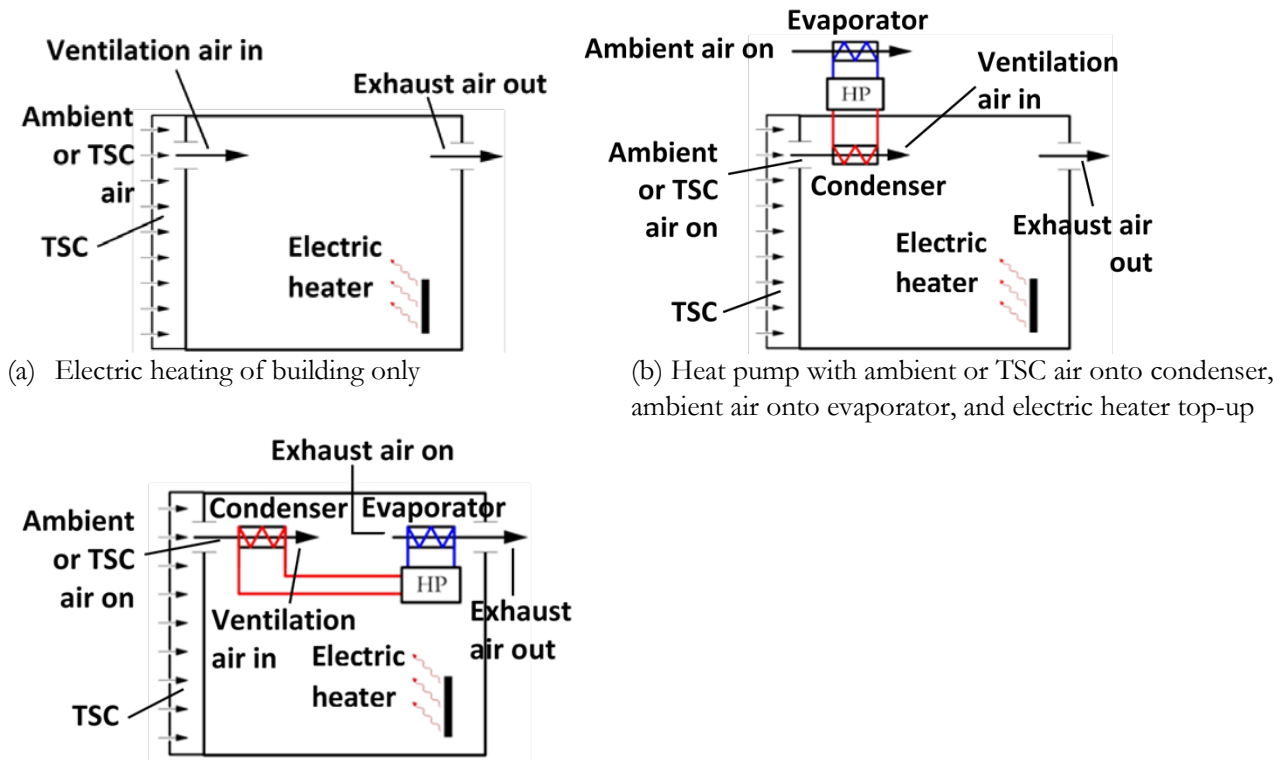 Ventilation air in
Exhaust air out
Ambient
or TSC
air
TSC
Electric
heater
(a) Electric heating of building only
Evaporator
Ambient air on
HP
Ventilation
air in
Ambient
or TSC
air on
Condenser
Electric
heater
Exhaust air
out
TSC
(b) Heat pump with ambient or TSC air onto condenser,
ambient air onto evaporator, and electric heater top-up
Exhaust air on
Condenser
Evaporator
Ambient
or TSC
air on
HP
Ventilation
air in
Exhaust
air out
Electric
heater
TSC